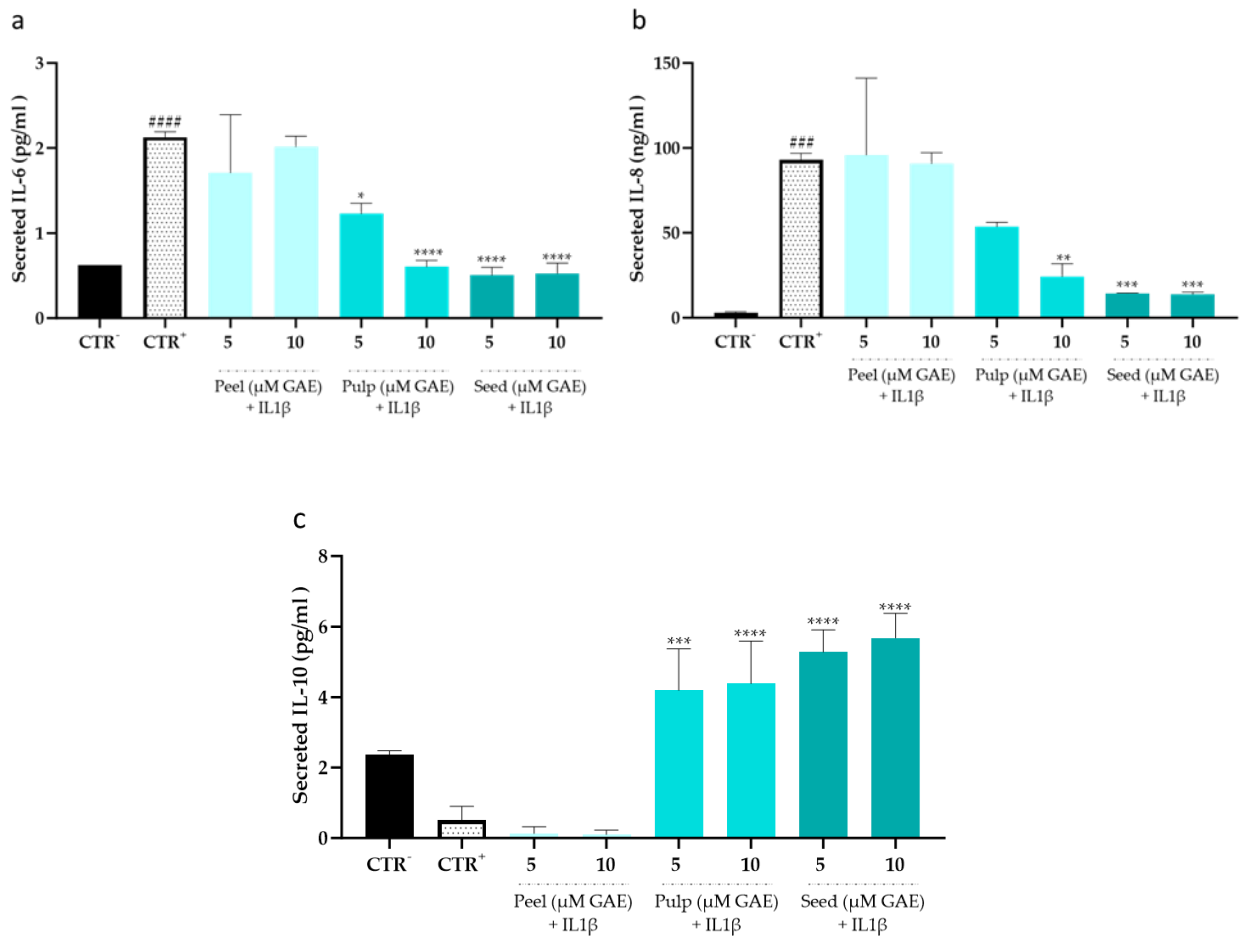 a
Secreted IL-6 (pg/ml )
3
2
1
0
####
*
****
****
****
CTR⁻ CTR⁺ 5 10 5 10 5 10
Peel (µM GAE) Pulp (µM GAE) Seed (µM GAE)
+ IL1β + IL1β + IL1β
b
Secreted IL-8 (ng/ml )
150
100
50
0
###
**
***
***
CTR⁻ CTR⁺ 5 10 5 10 5 10
Peel (µM GAE) Pulp (µM GAE) Seed (µM GAE)
+ IL1β + IL1β + IL1β
c
Secreted IL-10 (pg/ml )
8
6
4
2
0
***
****
****
****
CTR⁻ CTR⁺ 5 10 5 10 5 10
Peel (µM GAE) Pulp (µM GAE) Seed (µM GAE)
+ IL1β + IL1β + IL1β